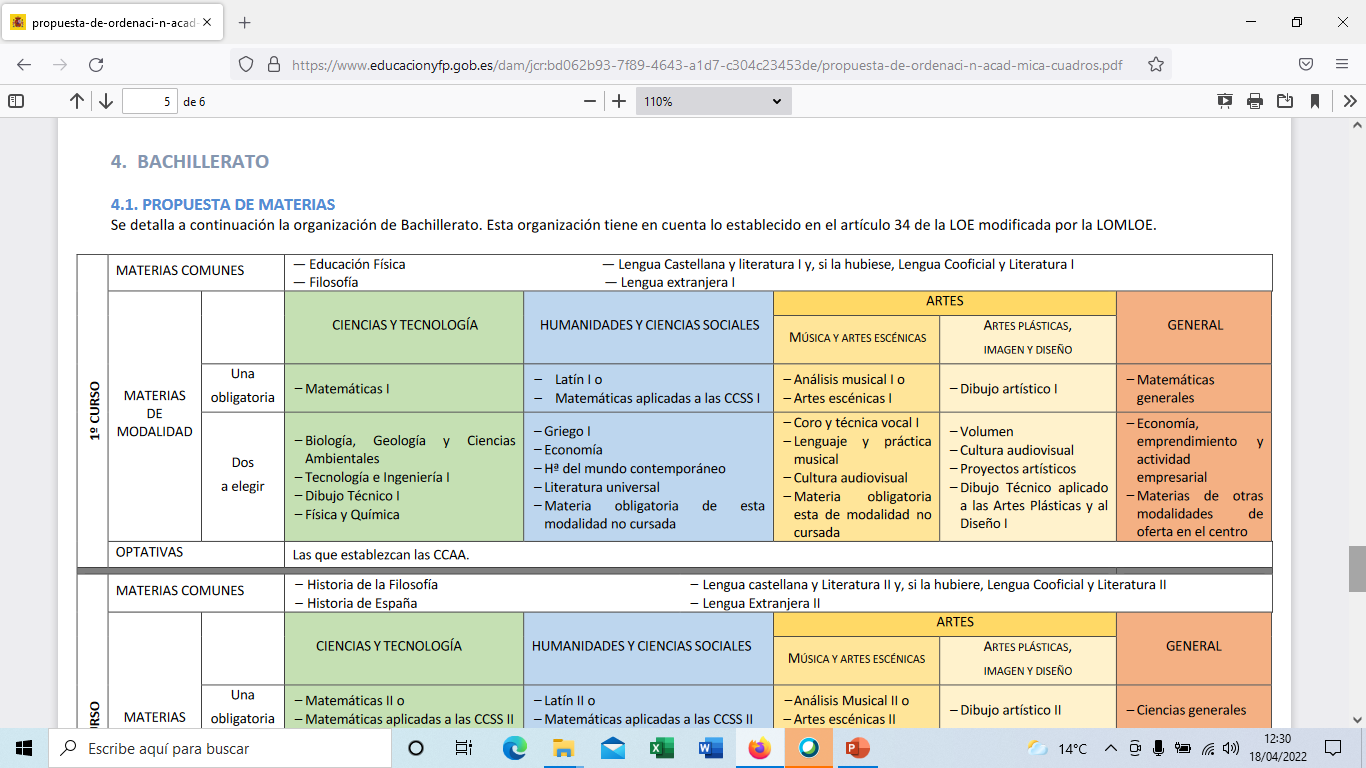 propuesta-de-ordenaci-n-acad-
https://www.educacionyfp.gob.es/dam/jcr:bd062b93-7f89-4643-a1d7-c304c23453de/propuesta-de-ordenaci-n-acad-mica-cuadros.pdf
5 de 6
110%
4. BACHILLERATO
4.1. PROPUESTA DE MATERIAS
Se detalla a continuación la organización de Bachillerato. Esta organización tiene en cuenta lo establecido en el artículo 34 de la LOE modificada por la LOMLOE.
1º CURSO
MATERIAS COMUNES
— Educación Física
— Lengua Castellana y literatura I y, si la hubiese, Lengua Cooficial y Literatura I
— Filosofía
— Lengua extranjera I
MATERIAS
DE
MODALIDAD
CIENCIAS Y TECNOLOGÍA
HUMANIDADES Y CIENCIAS SOCIALES
ARTES
MÚSICA Y ARTES ESCÉNICAS
ARTES PLÁSTICAS,
IMAGEN Y DISEÑO
GENERAL
Una
obligatoria
– Matemáticas I
– Latín I o
– Matemáticas aplicadas a las CCSS I
– Análisis musical I o
– Artes escénicas I
– Dibujo artístico I
– Matemáticas
generales
Dos
a elegir
– Biología, Geología y Ciencias
Ambientales
– Tecnología e Ingeniería I
– Dibujo Técnico I
– Física y Química
– Griego I
– Economía
– Hª del mundo contemporáneo
– Literatura universal
– Materia obligatoria de esta
modalidad no cursada
– Coro y técnica vocal I
– Lenguaje y práctica
musical
– Cultura audiovisual
– Materia obligatoria
esta de modalidad no
cursada
– Volumen
– Cultura audiovisual
– Proyectos artísticos
– Dibujo Técnico aplicado
a las Artes Plásticas y al
Diseño I
– Economía,
emprendimiento y
actividad
empresarial
– Materias de otras
modalidades de
oferta en el centro
OPTATIVAS
Las que establezcan las CCAA.
CURSO
MATERIAS COMUNES
– Historia de la Filosofía
– Lengua castellana y Literatura II y, si la hubiere, Lengua Cooficial y Literatura II
– Historia de España
– Lengua Extranjera II
MATERIAS
CIENCIAS Y TECNOLOGÍA
HUMANIDADES Y CIENCIAS SOCIALES
ARTES
MÚSICA Y ARTES ESCÉNICAS
ARTES PLÁSTICAS,
IMAGEN Y DISEÑO
GENERAL
Una
obligatoria
– Matemáticas II o
– Matemáticas aplicadas a las CCSS II
– Latín II o
– Matemáticas aplicadas a las CCSS II
– Análisis Musical II o
– Artes escénicas II
– Dibujo artístico II
– Ciencias generales
Escribe aquí para buscar
14°C
12:30
18/04/2022